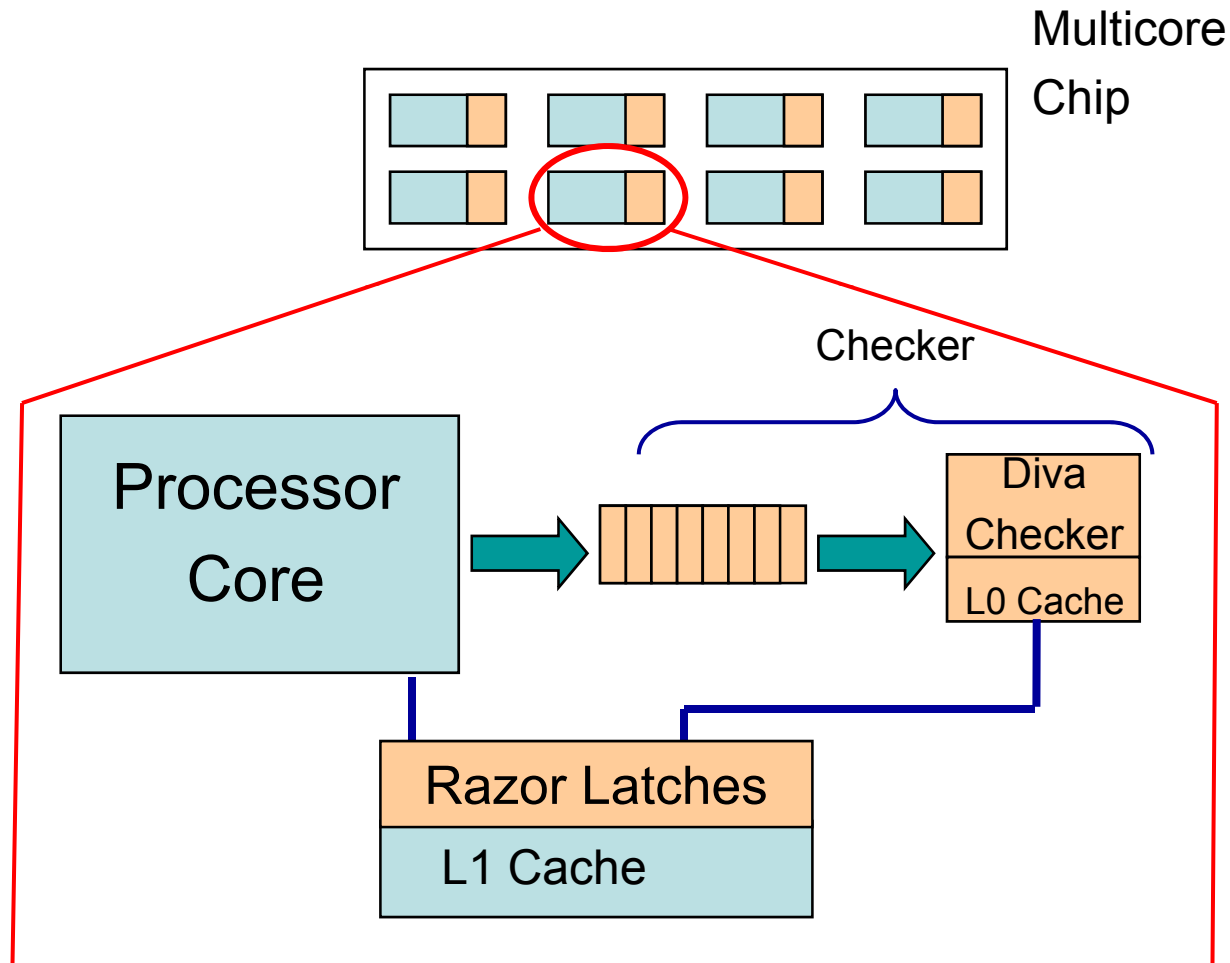 Multicore
Chip
Checker
Processor
Core
Diva
Checker
L0 Cache
Razor Latches
L1 Cache